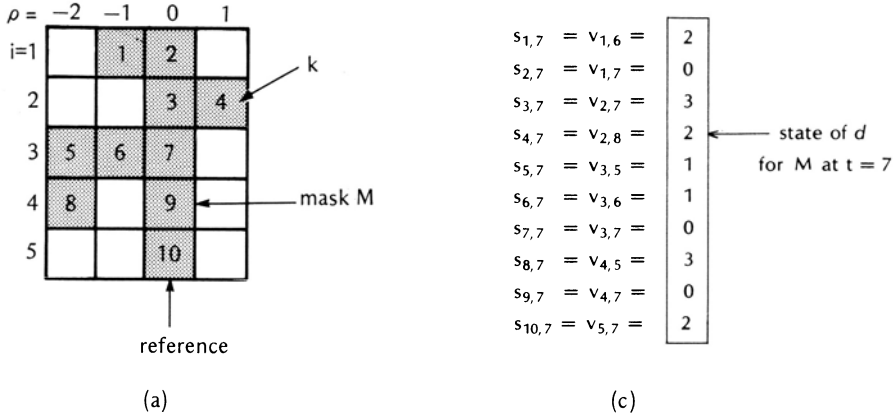 ρ = −2 −1 0 1
i=1 1 2
2 3 4
k
3 5 6 7
4 8 9
mask M
5 10
reference
(a)
s1,7 = v1,6 = 2
s2,7 = v1,7 = 0
s3,7 = v2,7 = 3
s4,7 = v2,8 = 2
state of d
s5,7 = v3,5 = 1
for M at t = 7
s6,7 = v3,6 = 1
s7,7 = v3,7 = 0
s8,7 = v4,5 = 3
s9,7 = v4,7 = 0
s10,7 = v5,7 = 2
(c)